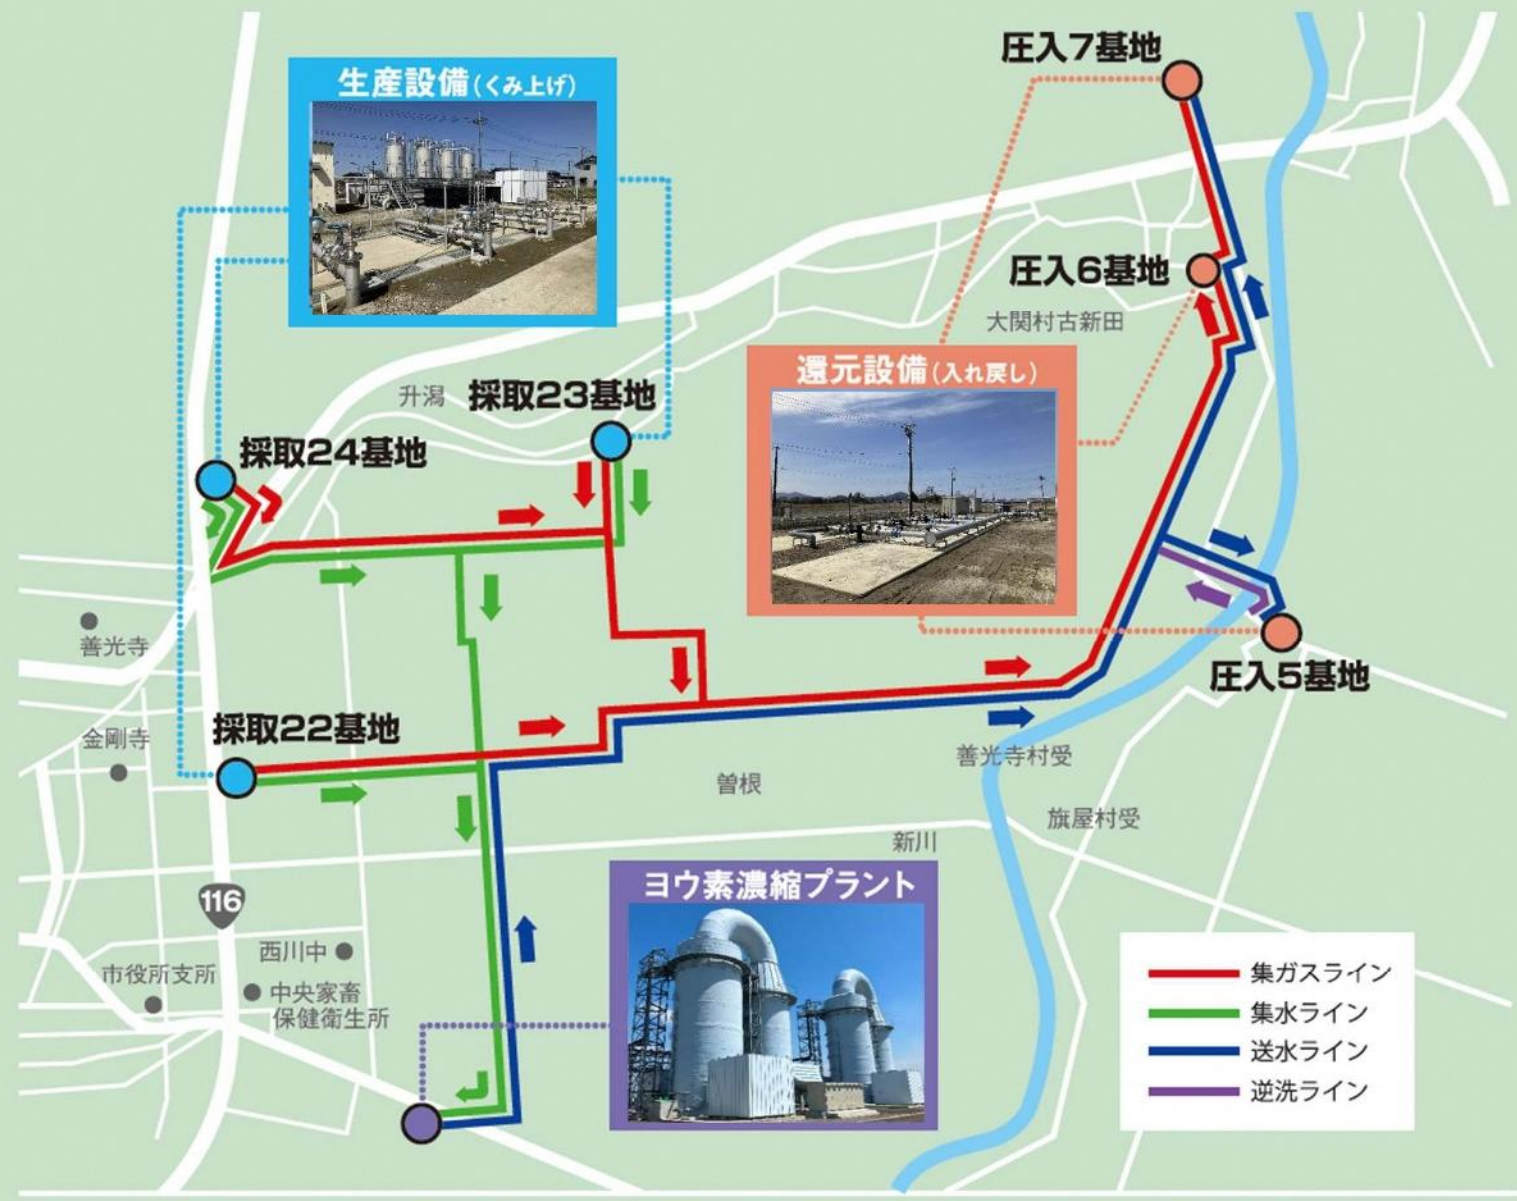 圧入7基地
生産設備(くみ上げ)
圧入6基地
大関村古新田
還元設備(入れ戻し)
升潟
採取23基地
採取24基地
善光寺
圧入5基地
採取22基地
金剛寺
善光寺村受
曽根
旗屋村受
新川
ヨウ素濃縮プラント
116
西川中
市役所支所
中央家畜
保健衛生所
集ガスライン
集水ライン
送水ライン
逆洗ライン